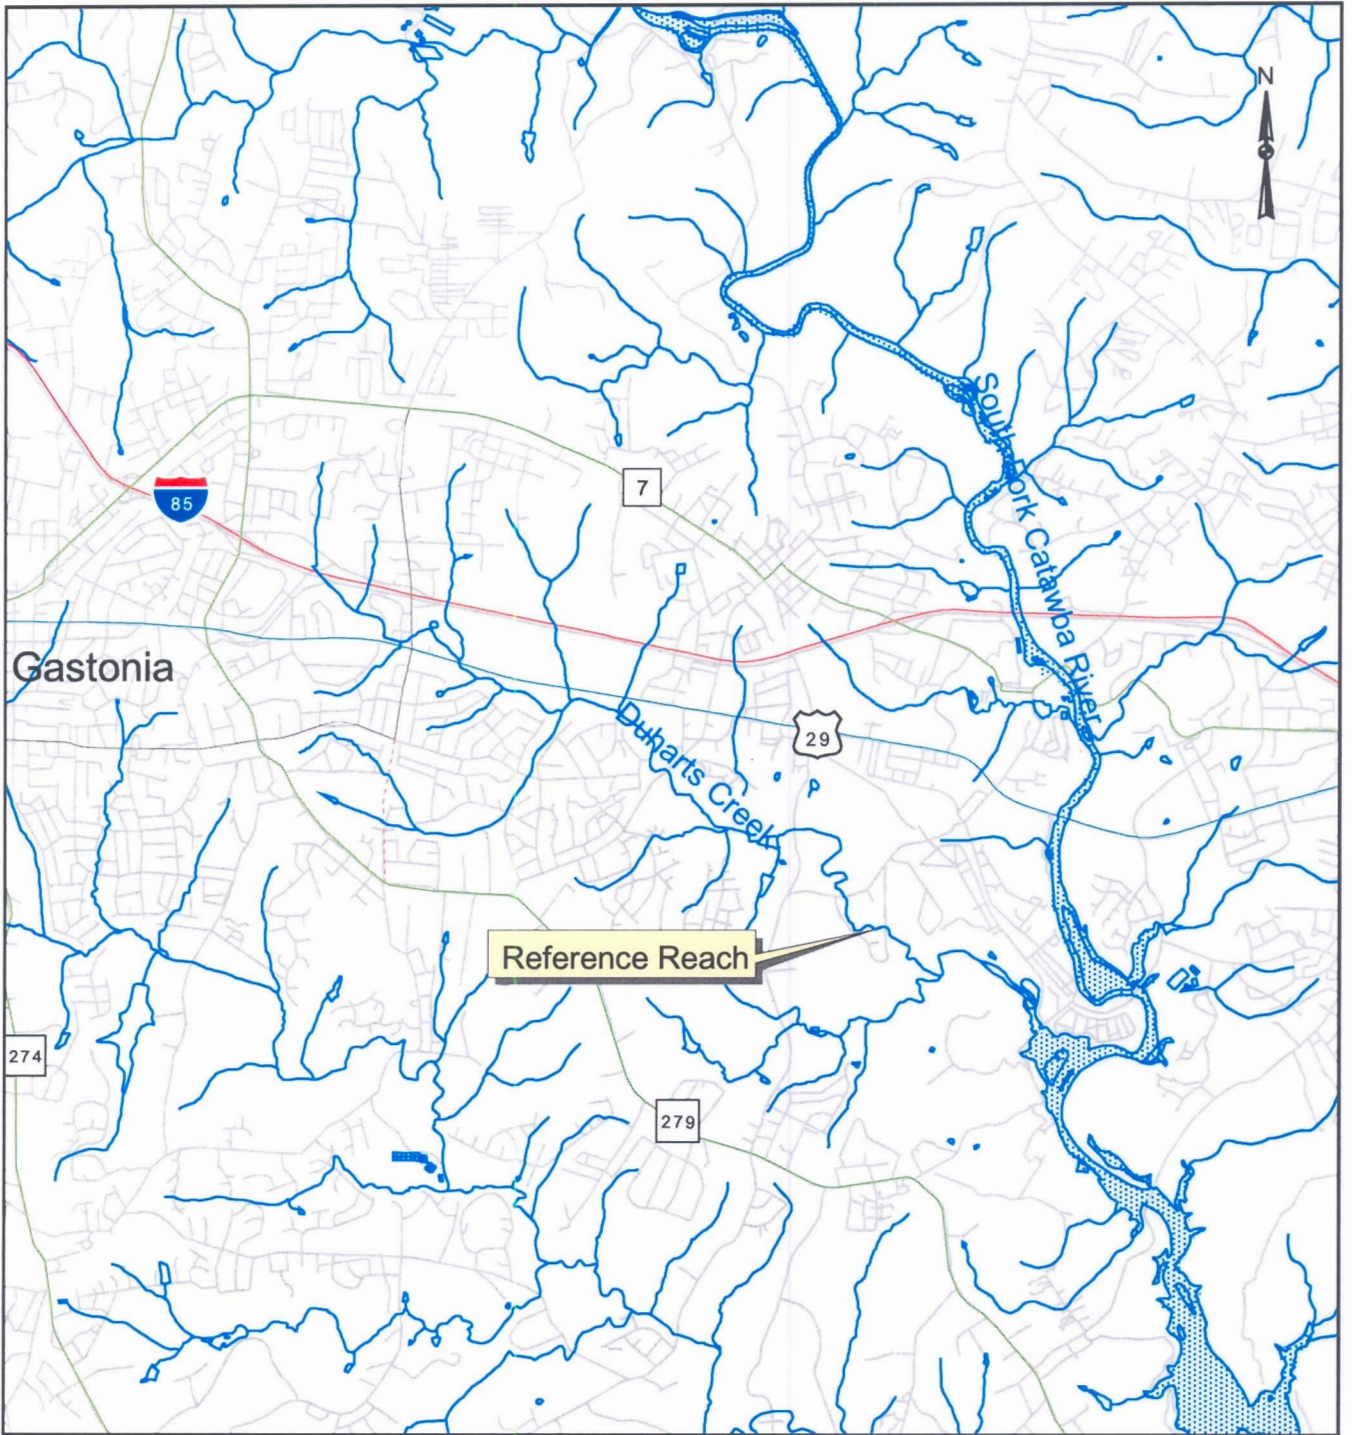 N
South Fork Catawba River
7
85
Gastonia
Duharts Creek
29
Reference Reach
274
279